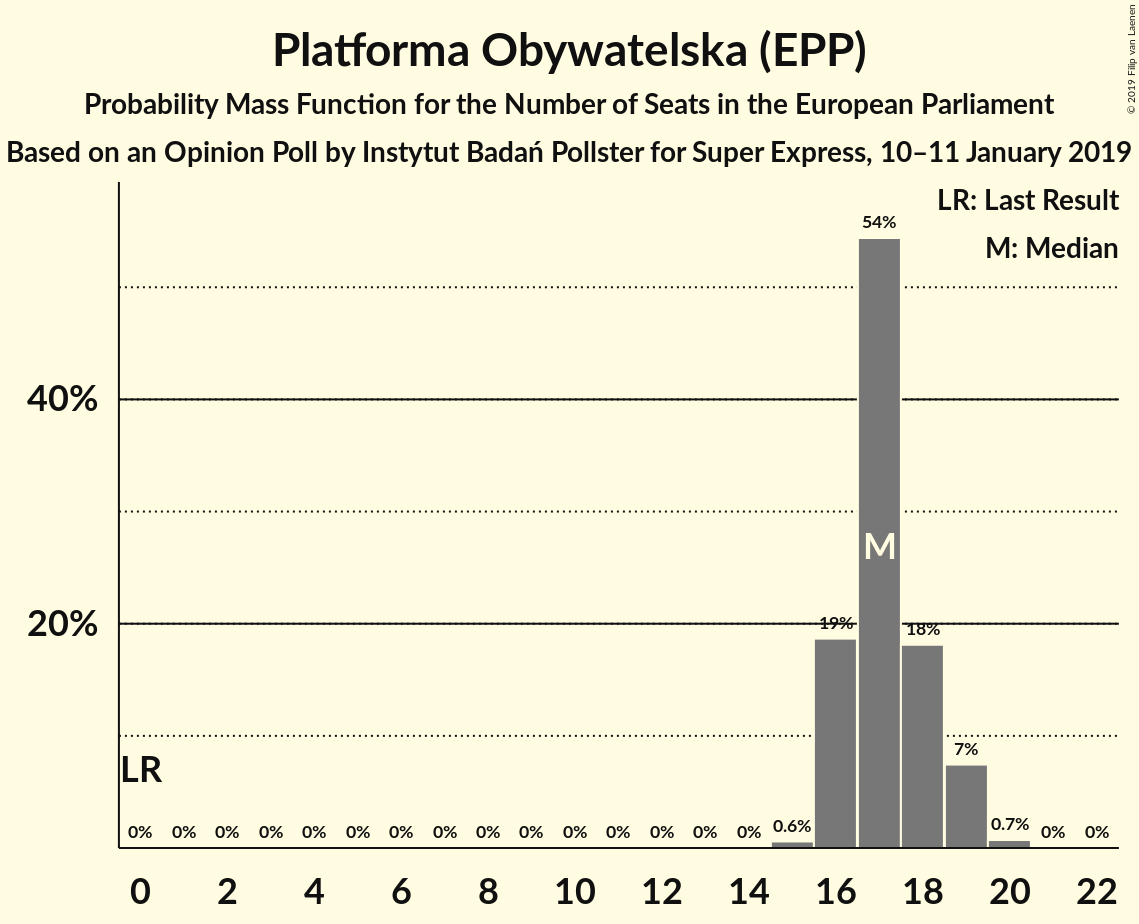 Platforma Obywatelska (EPP)
Probability Mass Function for the Number of Seats in the European Parliament
Based on an Opinion Poll by Instytut Badań Pollster for Super Express, 10–11 January 2019
© 2019 Filip van Laenen
LR: Last Result
M: Median
54%
40%
M
20%
19%
18%
7%
LR
0% 0% 0% 0% 0% 0% 0% 0% 0% 0% 0% 0% 0% 0% 0% 0.6% 0.7% 0% 0%
0 2 4 6 8 10 12 14 16 18 20 22